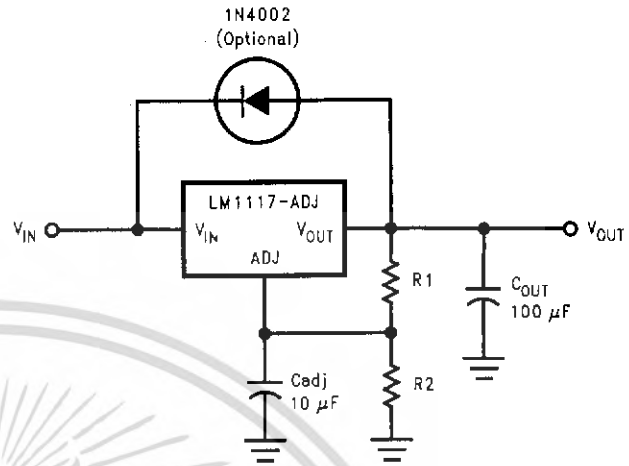 1N4002
(Optional)
LM1117-ADJ
V_IN
V_IN
V_OUT
V_OUT
ADJ
R1
C_OUT
100 µF
Cadj
10 µF
R2